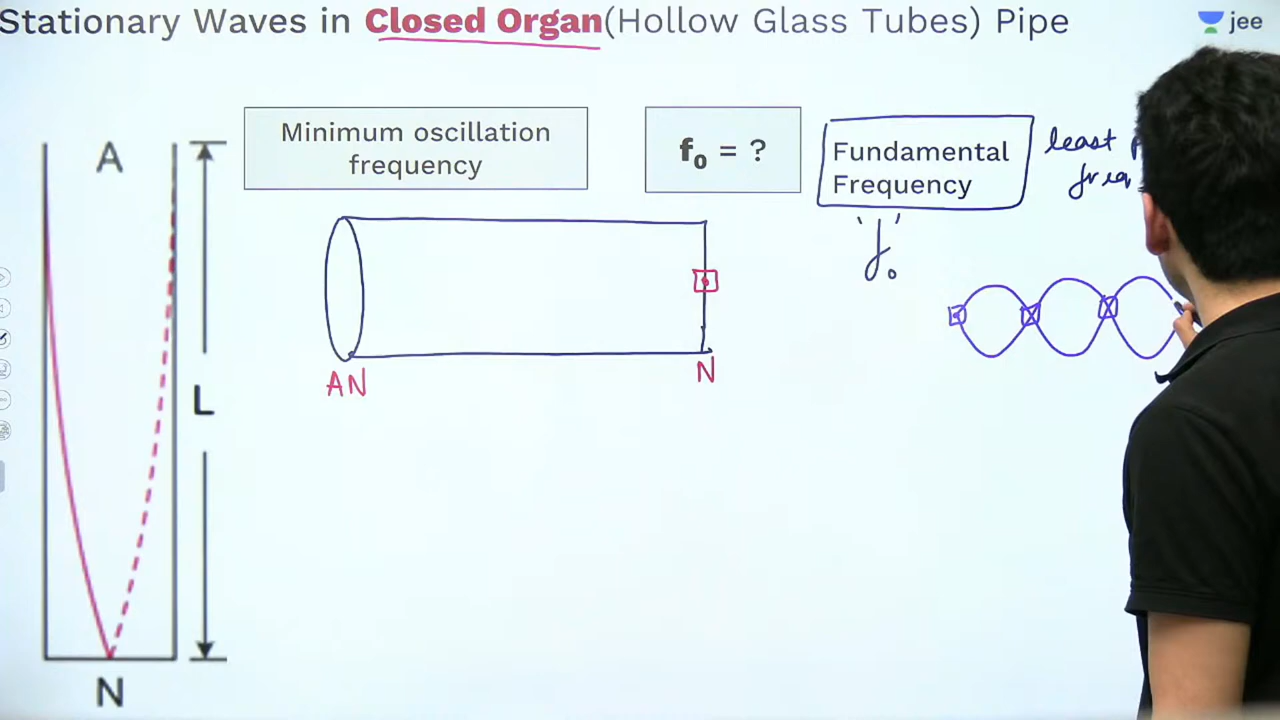 Stationary Waves in Closed Organ(Hollow Glass Tubes) Pipe
jee
Minimum oscillation
frequency
f₀ = ?
Fundamental
Frequency
least
freq
'f₀'
A
L
N
AN
N